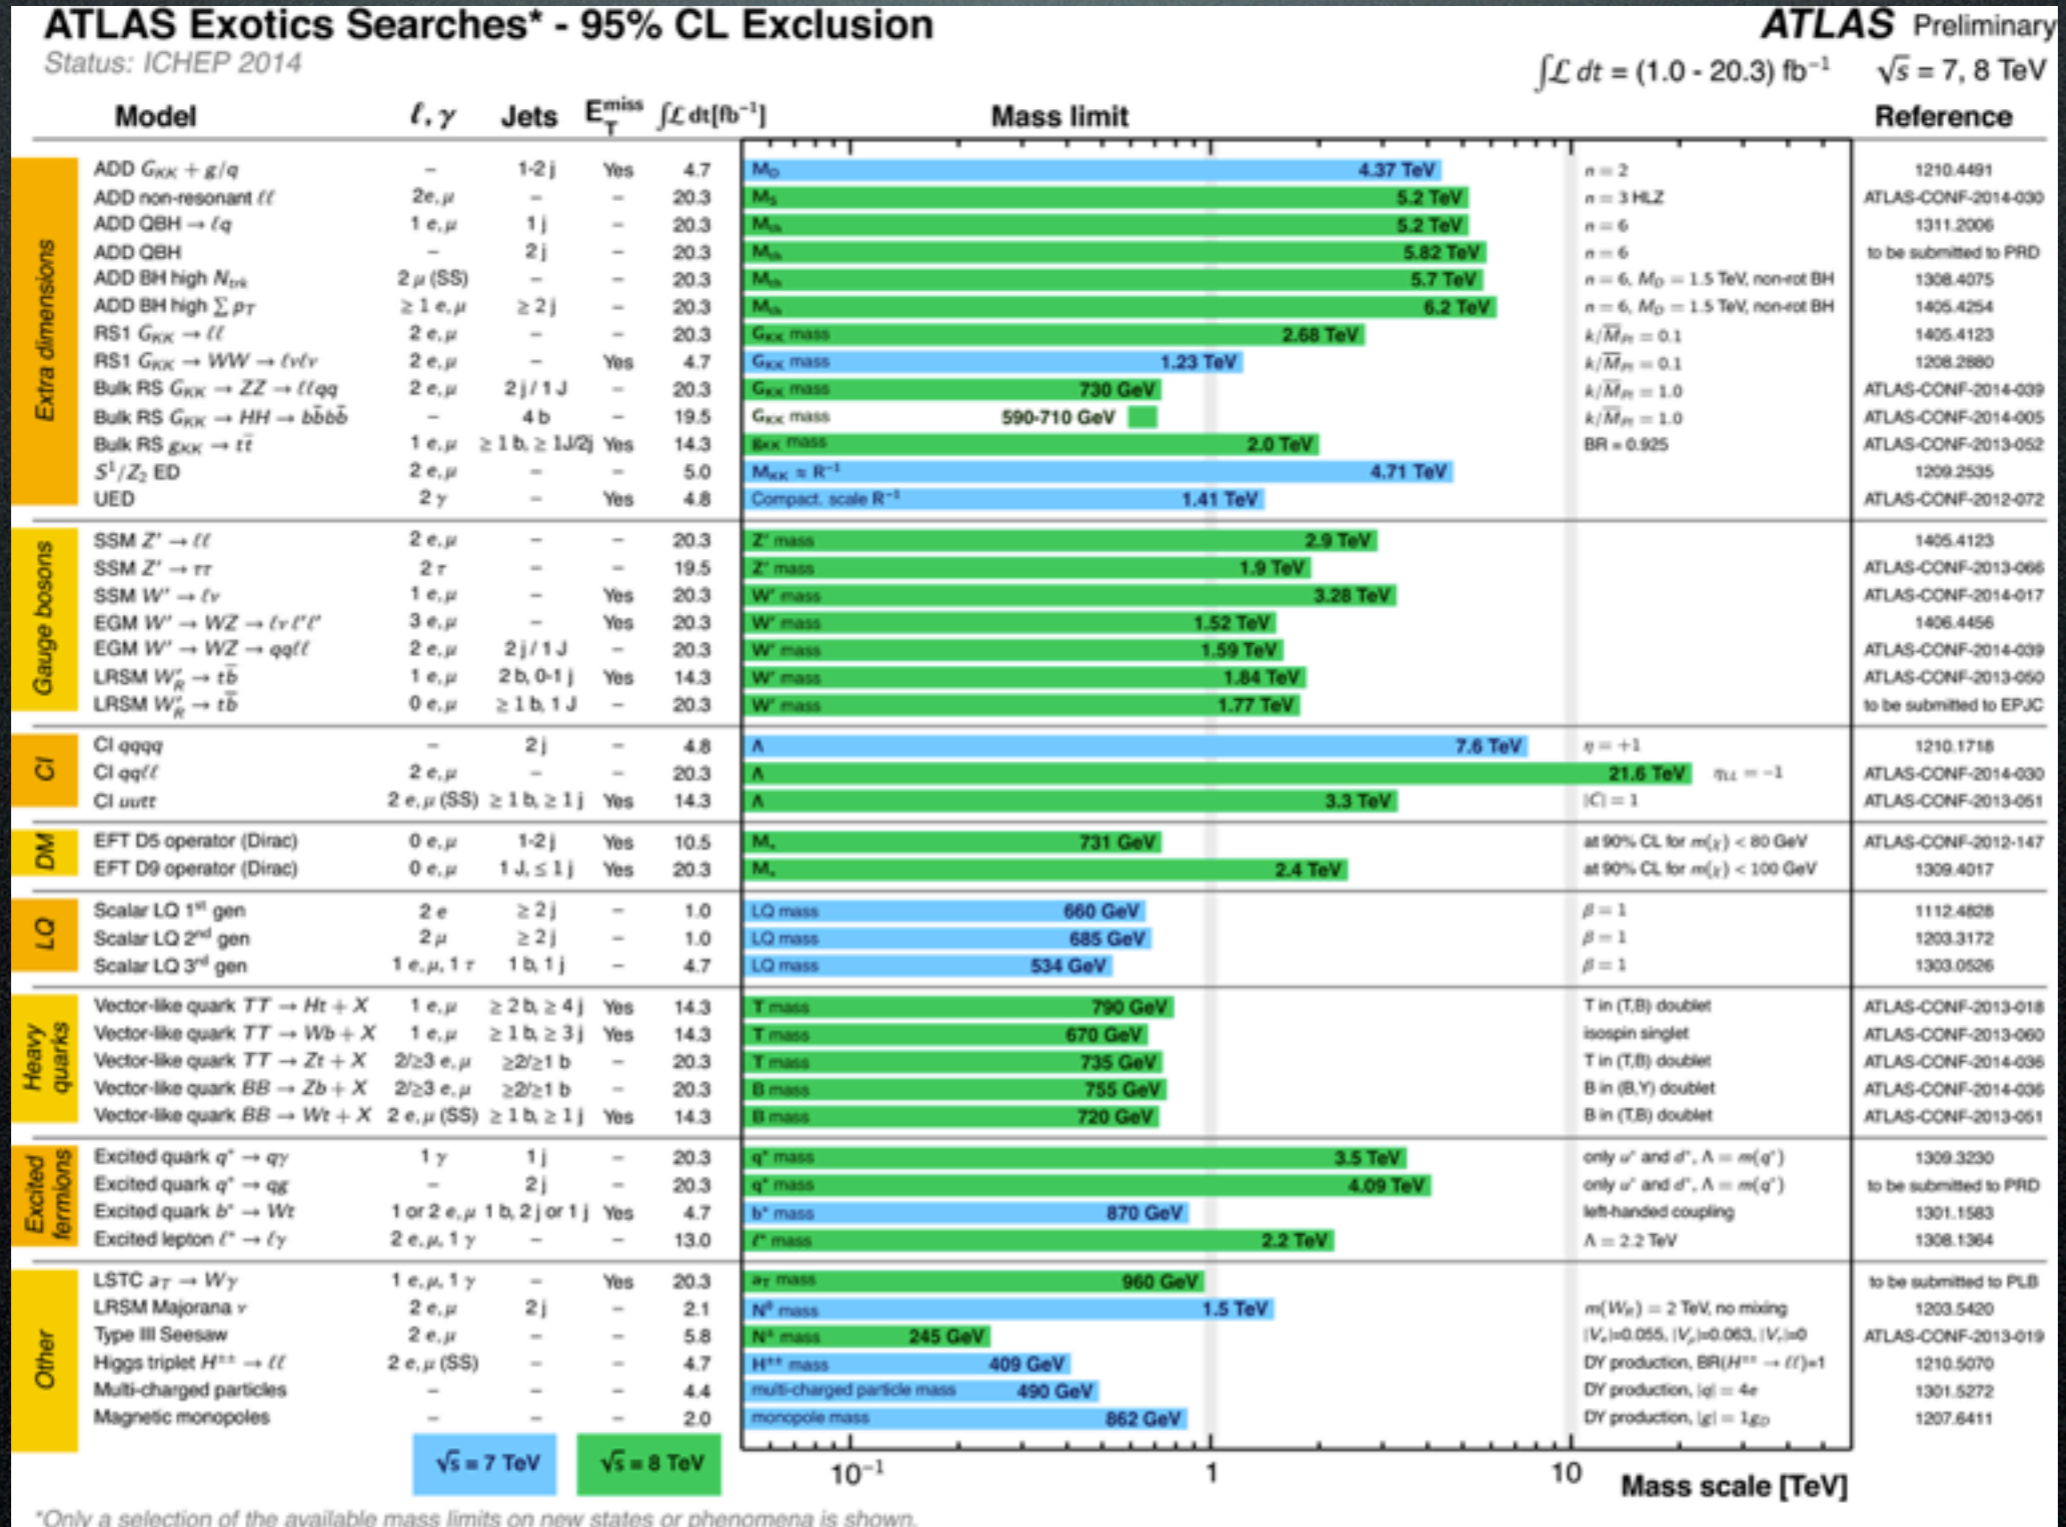 ATLAS Exotics Searches* - 95% CL Exclusion
Status: ICHEP 2014
ATLAS Preliminary
∫ℒ dt = (1.0 - 20.3) fb⁻¹ √s = 7, 8 TeV
Model ℓ, γ Jets E_T^miss ∫ℒ dt[fb⁻¹] Mass limit Reference
Extra dimensions
ADD G_KK + g/q – 1-2 j Yes 4.7 M_D 4.37 TeV n = 2 1210.4491
ADD non-resonant ℓℓ 2e, μ – – 20.3 M_S 5.2 TeV n = 3 HLZ ATLAS-CONF-2014-030
ADD QBH → ℓq 1 e, μ 1 j – 20.3 M_th 5.2 TeV n = 6 1311.2006
ADD QBH – 2 j – 20.3 M_th 5.82 TeV n = 6 to be submitted to PRD
ADD BH high N_trk 2 μ (SS) – – 20.3 M_th 5.7 TeV n = 6, M_D = 1.5 TeV, non-rot BH 1308.4075
ADD BH high ∑ p_T ≥ 1 e, μ ≥ 2 j – 20.3 M_th 6.2 TeV n = 6, M_D = 1.5 TeV, non-rot BH 1405.4254
RS1 G_KK → ℓℓ 2 e, μ – – 20.3 G_KK mass 2.68 TeV k/M̅_Pl = 0.1 1405.4123
RS1 G_KK → WW → ℓνℓν 2 e, μ – Yes 4.7 G_KK mass 1.23 TeV k/M̅_Pl = 0.1 1208.2880
Bulk RS G_KK → ZZ → ℓℓqq 2 e, μ 2 j / 1 J – 20.3 G_KK mass 730 GeV k/M̅_Pl = 1.0 ATLAS-CONF-2014-039
Bulk RS G_KK → HH → bb̅bb̅ – 4 b – 19.5 G_KK mass 590-710 GeV k/M̅_Pl = 1.0 ATLAS-CONF-2014-005
Bulk RS g_KK → tt̅ 1 e, μ ≥ 1 b, ≥ 1J/2j Yes 14.3 g_KK mass 2.0 TeV BR = 0.925 ATLAS-CONF-2013-052
S¹/Z₂ ED 2 e, μ – – 5.0 M_KK ≈ R⁻¹ 4.71 TeV 1209.2535
UED 2 γ – Yes 4.8 Compact. scale R⁻¹ 1.41 TeV ATLAS-CONF-2012-072
Gauge bosons
SSM Z′ → ℓℓ 2 e, μ – – 20.3 Z′ mass 2.9 TeV 1405.4123
SSM Z′ → ττ 2 τ – – 19.5 Z′ mass 1.9 TeV ATLAS-CONF-2013-066
SSM W′ → ℓν 1 e, μ – Yes 20.3 W′ mass 3.28 TeV ATLAS-CONF-2014-017
EGM W′ → WZ → ℓν ℓ′ℓ′ 3 e, μ – Yes 20.3 W′ mass 1.52 TeV 1406.4456
EGM W′ → WZ → qqℓℓ 2 e, μ 2 j / 1 J – 20.3 W′ mass 1.59 TeV ATLAS-CONF-2014-039
LRSM W′_R → tb̅ 1 e, μ 2 b, 0-1 j Yes 14.3 W′ mass 1.84 TeV ATLAS-CONF-2013-050
LRSM W′_R → tb̅ 0 e, μ ≥ 1 b, 1 J – 20.3 W′ mass 1.77 TeV to be submitted to EPJC
CI
CI qqqq – 2 j – 4.8 Λ 7.6 TeV η = +1 1210.1718
CI qqℓℓ 2 e, μ – – 20.3 Λ 21.6 TeV η_LL = −1 ATLAS-CONF-2014-030
CI uutt 2 e, μ (SS) ≥ 1 b, ≥ 1 j Yes 14.3 Λ 3.3 TeV |C| = 1 ATLAS-CONF-2013-051
DM
EFT D5 operator (Dirac) 0 e, μ 1-2 j Yes 10.5 M_* 731 GeV at 90% CL for m(χ) < 80 GeV ATLAS-CONF-2012-147
EFT D9 operator (Dirac) 0 e, μ 1 J, ≤ 1 j Yes 20.3 M_* 2.4 TeV at 90% CL for m(χ) < 100 GeV 1309.4017
LQ
Scalar LQ 1st gen 2 e ≥ 2 j – 1.0 LQ mass 660 GeV β = 1 1112.4828
Scalar LQ 2nd gen 2 μ ≥ 2 j – 1.0 LQ mass 685 GeV β = 1 1203.3172
Scalar LQ 3rd gen 1 e, μ, 1 τ 1 b, 1 j – 4.7 LQ mass 534 GeV β = 1 1303.0526
Heavy quarks
Vector-like quark TT → Ht + X 1 e, μ ≥ 2 b, ≥ 4 j Yes 14.3 T mass 790 GeV T in (T,B) doublet ATLAS-CONF-2013-018
Vector-like quark TT → Wb + X 1 e, μ ≥ 1 b, ≥ 3 j Yes 14.3 T mass 670 GeV isospin singlet ATLAS-CONF-2013-060
Vector-like quark TT → Zt + X 2/≥3 e, μ ≥2/≥1 b – 20.3 T mass 735 GeV T in (T,B) doublet ATLAS-CONF-2014-036
Vector-like quark BB → Zb + X 2/≥3 e, μ ≥2/≥1 b – 20.3 B mass 755 GeV B in (B,Y) doublet ATLAS-CONF-2014-036
Vector-like quark BB → Wt + X 2 e, μ (SS) ≥ 1 b, ≥ 1 j Yes 14.3 B mass 720 GeV B in (T,B) doublet ATLAS-CONF-2013-051
Excited fermions
Excited quark q* → qγ 1 γ 1 j – 20.3 q* mass 3.5 TeV only u* and d*, Λ = m(q*) 1309.3230
Excited quark q* → qg – 2 j – 20.3 q* mass 4.09 TeV only u* and d*, Λ = m(q*) to be submitted to PRD
Excited quark b* → Wt 1 or 2 e, μ 1 b, 2 j or 1 j Yes 4.7 b* mass 870 GeV left-handed coupling 1301.1583
Excited lepton ℓ* → ℓγ 2 e, μ, 1 γ – – 13.0 ℓ* mass 2.2 TeV Λ = 2.2 TeV 1308.1364
Other
LSTC a_T → Wγ 1 e, μ, 1 γ – Yes 20.3 a_T mass 960 GeV to be submitted to PLB
LRSM Majorana ν 2 e, μ 2 j – 2.1 N⁰ mass 1.5 TeV m(W_R) = 2 TeV, no mixing 1203.5420
Type III Seesaw 2 e, μ – – 5.8 N± mass 245 GeV |V_e|=0.055, |V_μ|=0.063, |V_τ|=0 ATLAS-CONF-2013-019
Higgs triplet H±± → ℓℓ 2 e, μ (SS) – – 4.7 H±± mass 409 GeV DY production, BR(H±± → ℓℓ)=1 1210.5070
Multi-charged particles – – – 4.4 multi-charged particle mass 490 GeV DY production, |q| = 4e 1301.5272
Magnetic monopoles – – – 2.0 monopole mass 862 GeV DY production, |g| = 1g_D 1207.6411
√s = 7 TeV √s = 8 TeV
10⁻¹ 1 10 Mass scale [TeV]
*Only a selection of the available mass limits on new states or phenomena is shown.